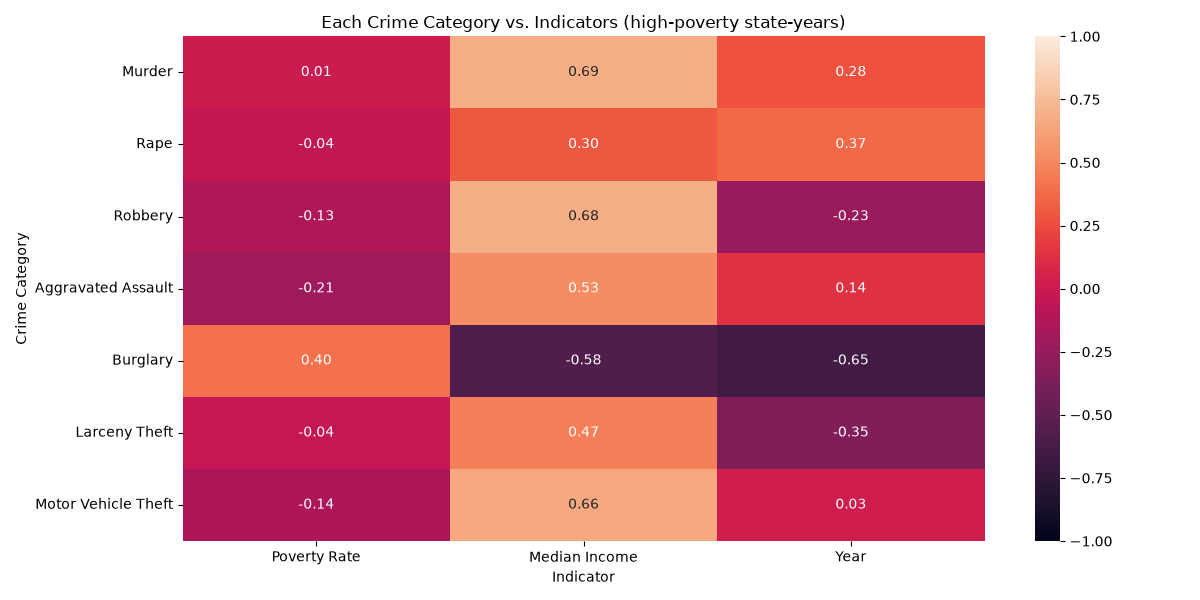 Each Crime Category vs. Indicators (high-poverty state-years)
Crime Category
Murder 0.01 0.69 0.28
Rape -0.04 0.30 0.37
Robbery -0.13 0.68 -0.23
Aggravated Assault -0.21 0.53 0.14
Burglary 0.40 -0.58 -0.65
Larceny Theft -0.04 0.47 -0.35
Motor Vehicle Theft -0.14 0.66 0.03
Poverty Rate Median Income Year
Indicator
1.00
0.75
0.50
0.25
0.00
−0.25
−0.50
−0.75
−1.00